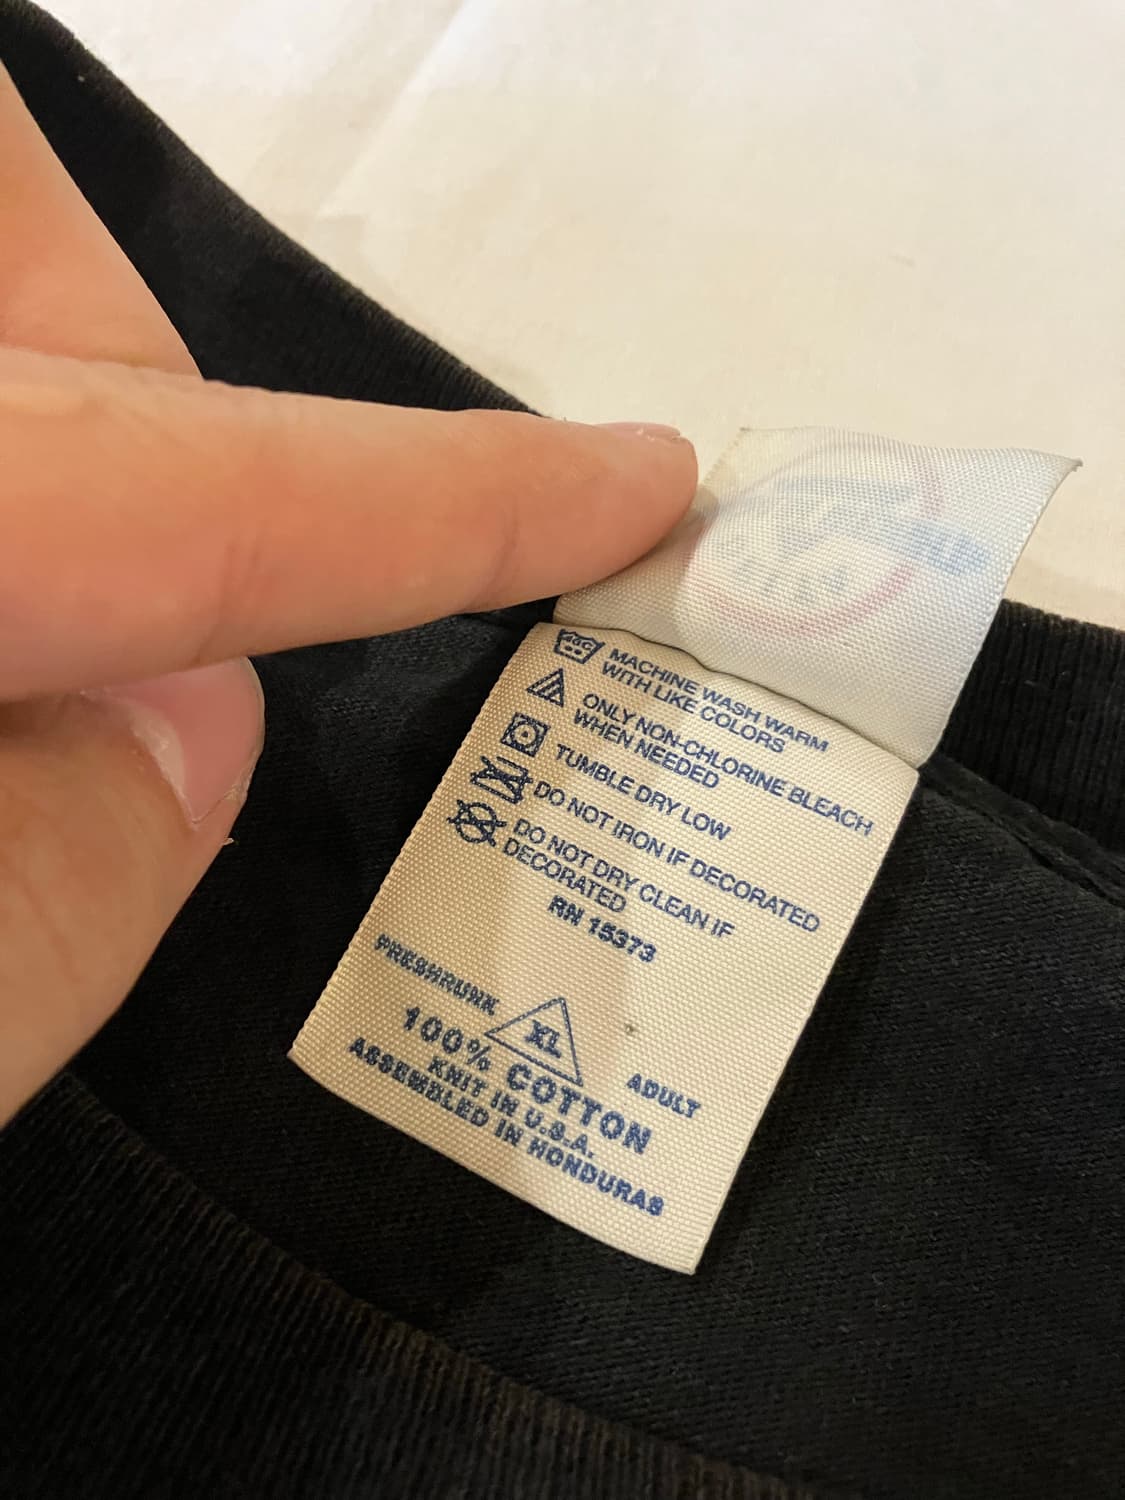 MACHINE WASH WARM
WITH LIKE COLORS
ONLY NON-CHLORINE BLEACH
WHEN NEEDED
TUMBLE DRY LOW
DO NOT IRON IF DECORATED
DO NOT DRY CLEAN IF
DECORATED
RN 15373
PRESHRUNK
XL
ADULT
100% COTTON
KNIT IN U.S.A.
ASSEMBLED IN HONDURAS